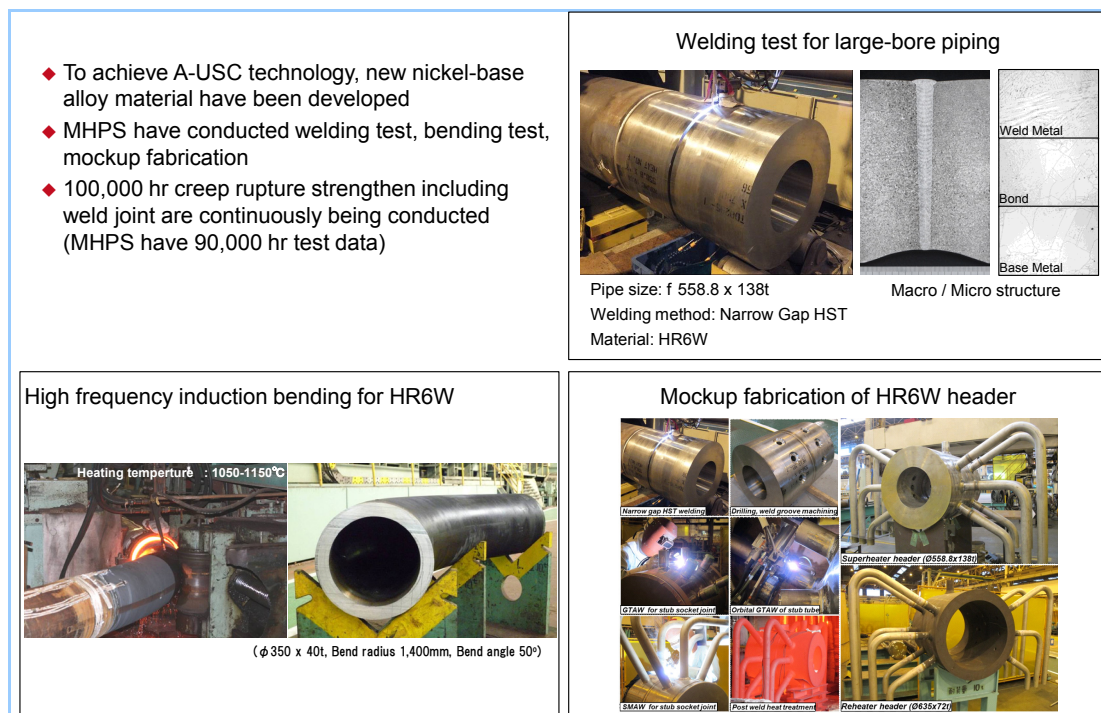 ◆ To achieve A-USC technology, new nickel-base
alloy material have been developed
◆ MHPS have conducted welding test, bending test,
mockup fabrication
◆ 100,000 hr creep rupture strengthen including
weld joint are continuously being conducted
(MHPS have 90,000 hr test data)
Welding test for large-bore piping
Weld Metal
Bond
Base Metal
Pipe size: f 558.8 x 138t
Welding method: Narrow Gap HST
Material: HR6W
Macro / Micro structure
High frequency induction bending for HR6W
Heating temperture : 1050-1150℃
(φ350 x 40t, Bend radius 1,400mm, Bend angle 50°)
Mockup fabrication of HR6W header
Narrow gap HST welding
Drilling, weld groove machining
Superheater header (Ø558.8x138t)
GTAW for stub socket joint
Orbital GTAW of stub tube
SMAW for stub socket joint
Post weld heat treatment
Reheater header (Ø635x72t)